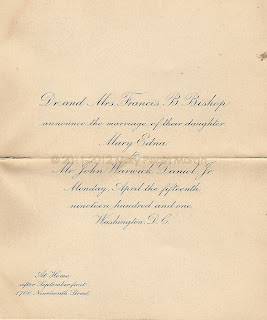 Dr. and Mrs. Francis B. Bishop
announce the marriage of their daughter
Mary Edna
to
Mr. John Warwick Daniel, Jr.
Monday, April the fifteenth
nineteen hundred and one
Washington, D.C.
At Home
after September first
Nineteenth Street